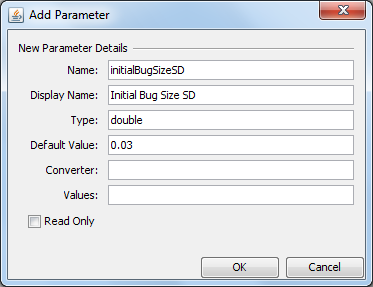 Add Parameter
New Parameter Details
Name: initialBugSizeSD
Display Name: Initial Bug Size SD
Type: double
Default Value: 0.03
Converter:
Values:
Read Only
OK Cancel